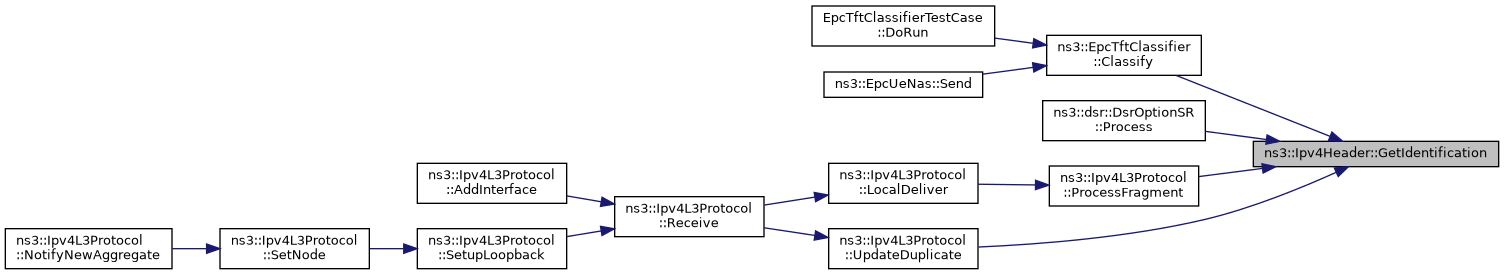 EpcTftClassifierTestCase
::DoRun
ns3::EpcTftClassifier
::Classify
ns3::EpcUeNas::Send
ns3::dsr::DsrOptionSR
::Process
ns3::Ipv4Header::GetIdentification
ns3::Ipv4L3Protocol
::AddInterface
ns3::Ipv4L3Protocol
::LocalDeliver
ns3::Ipv4L3Protocol
::ProcessFragment
ns3::Ipv4L3Protocol
::Receive
ns3::Ipv4L3Protocol
::NotifyNewAggregate
ns3::Ipv4L3Protocol
::SetNode
ns3::Ipv4L3Protocol
::SetupLoopback
ns3::Ipv4L3Protocol
::UpdateDuplicate